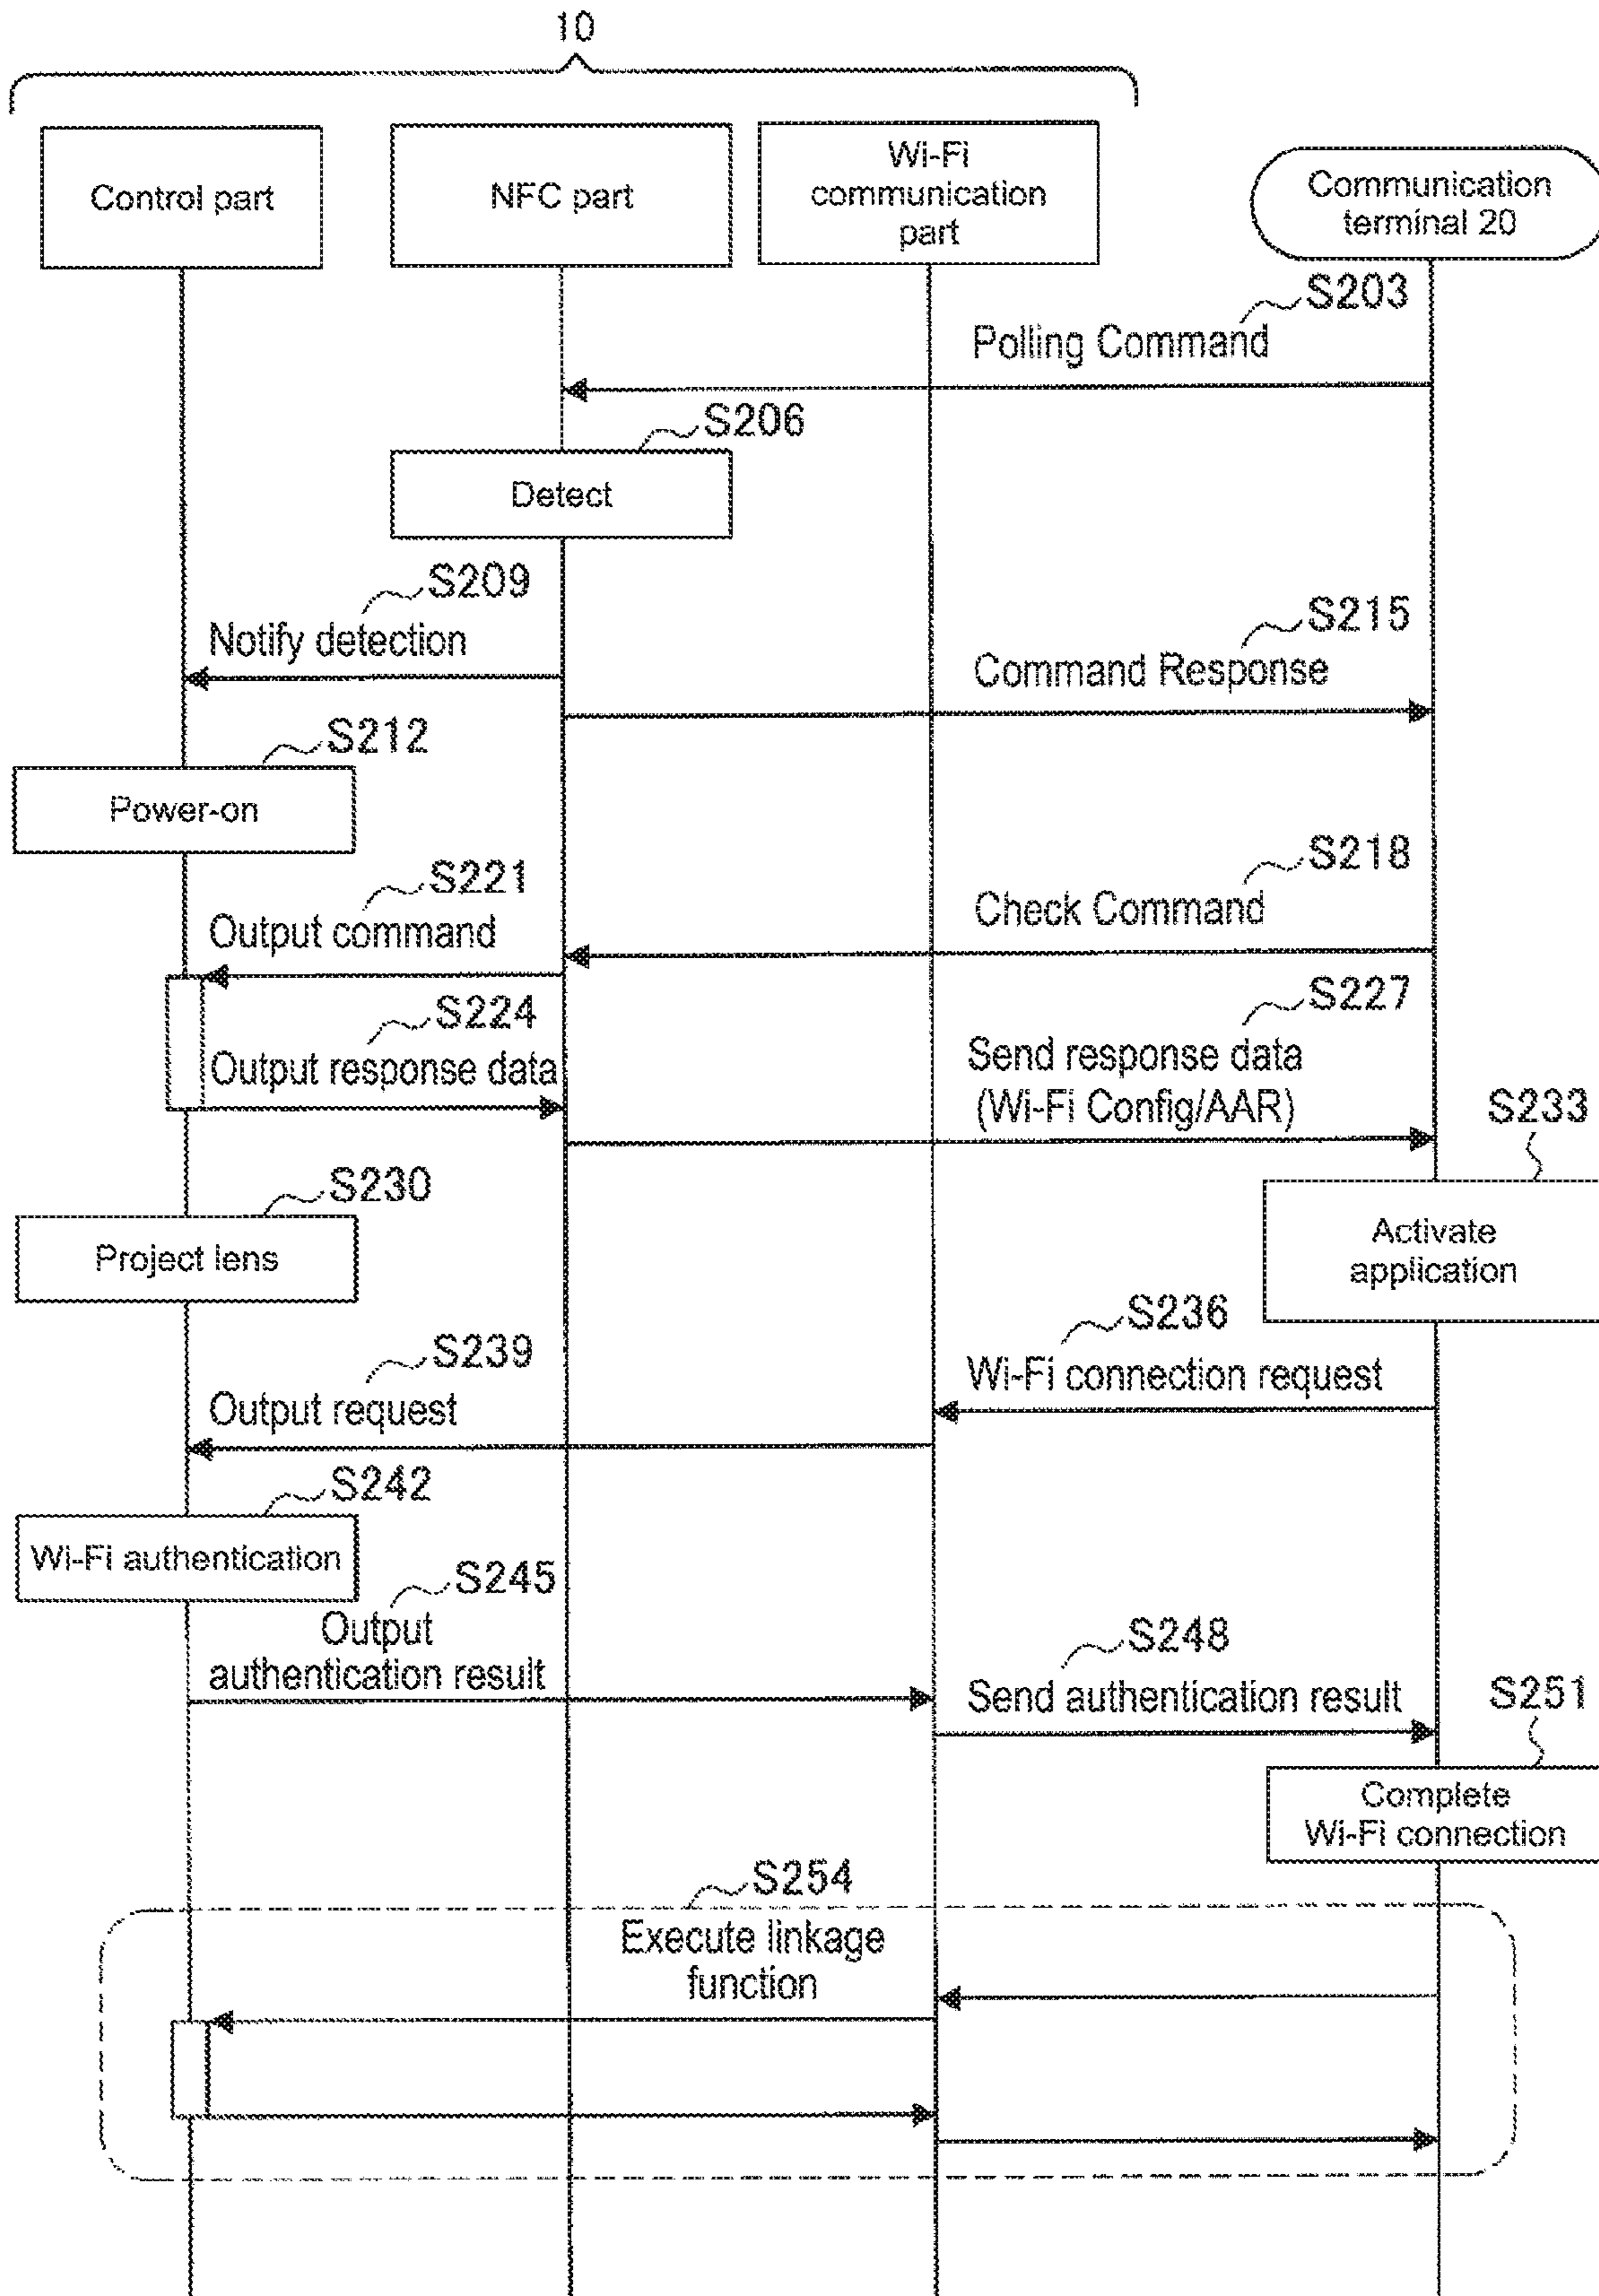 10
Control part
NFC part
Wi-Fi
communication
part
Communication
terminal 20
S203
Polling Command
S206
Detect
S209
Notify detection
S215
Command Response
S212
Power-on
S218
Check Command
S221
Output command
S224
Output response data
S227
Send response data
(Wi-Fi Config/AAR)
S233
Activate
application
S230
Project lens
S236
Wi-Fi connection request
S239
Output request
S242
Wi-Fi authentication
S245
Output
authentication result
S248
Send authentication result
S251
Complete
Wi-Fi connection
S254
Execute linkage
function